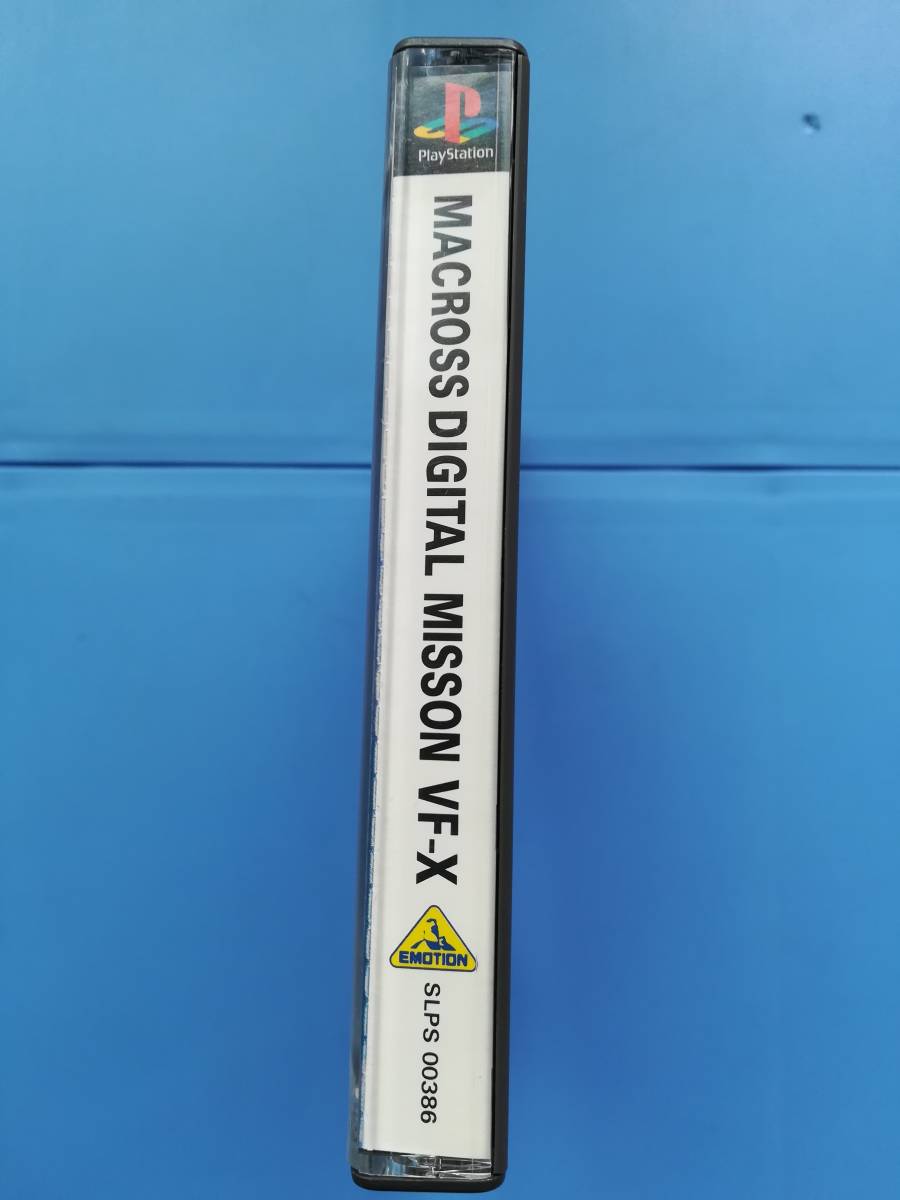 PlayStation
MACROSS DIGITAL MISSON VF-X
EMOTION
SLPS 00386